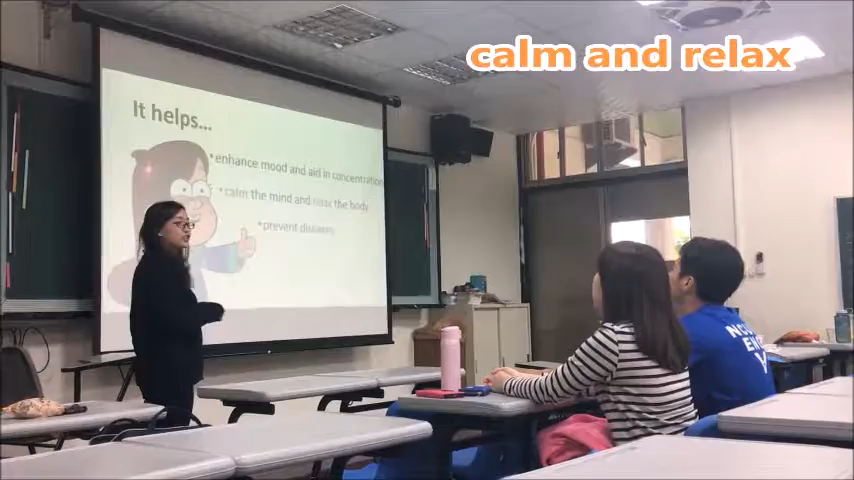 calm and relax
It helps...
•enhance mood and aid in concentration
•calm the mind and relax the body
•prevent diseases